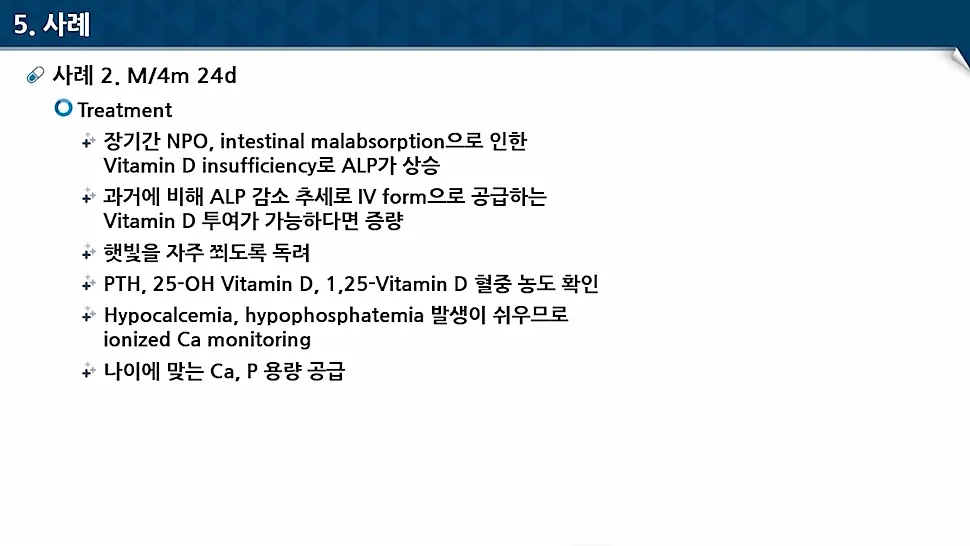 5. 사례
사례 2. M/4m 24d
Treatment
장기간 NPO, intestinal malabsorption으로 인한
Vitamin D insufficiency로 ALP가 상승
과거에 비해 ALP 감소 추세로 IV form으로 공급하는
Vitamin D 투여가 가능하다면 증량
햇빛을 자주 쬐도록 독려
PTH, 25-OH Vitamin D, 1,25-Vitamin D 혈중 농도 확인
Hypocalcemia, hypophosphatemia 발생이 쉬우므로
ionized Ca monitoring
나이에 맞는 Ca, P 용량 공급